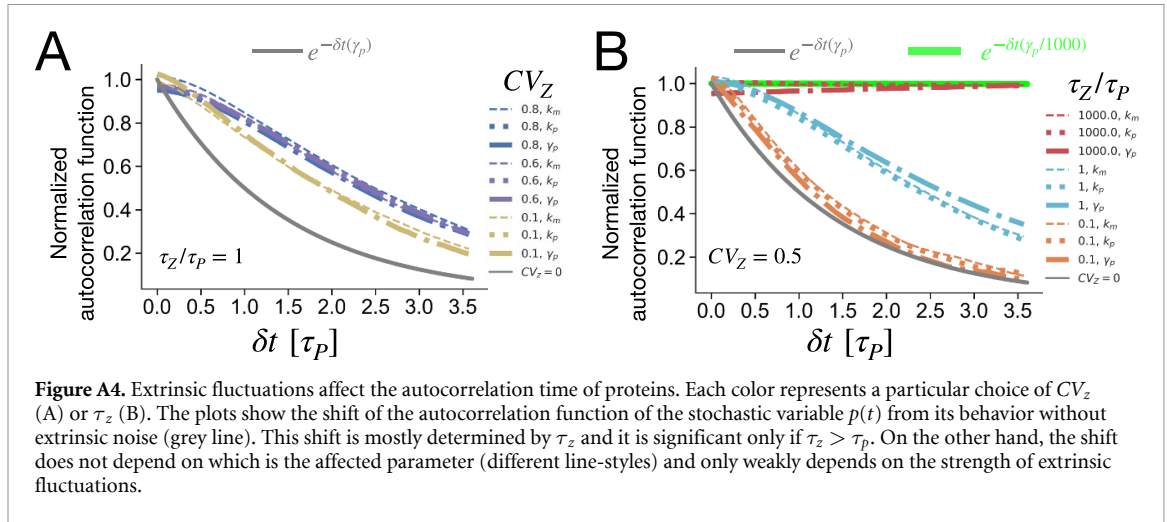 A
e^{−δt(γ_p)}
Normalized
autocorrelation function
1.0
0.8
0.6
0.4
0.2
τ_Z/τ_P = 1
0.0 0.5 1.0 1.5 2.0 2.5 3.0 3.5
δt [τ_P]
CV_Z
0.8, k_m
0.8, k_p
0.8, γ_p
0.6, k_m
0.6, k_p
0.6, γ_p
0.1, k_m
0.1, k_p
0.1, γ_p
CV_Z = 0
B
e^{−δt(γ_p)} e^{−δt(γ_p/1000)}
Normalized
autocorrelation function
1.0
0.8
0.6
0.4
0.2
CV_Z = 0.5
0.0 0.5 1.0 1.5 2.0 2.5 3.0 3.5
δt [τ_P]
τ_Z/τ_P
1000.0, k_m
1000.0, k_p
1000.0, γ_p
1, k_m
1, k_p
1, γ_p
0.1, k_m
0.1, k_p
0.1, γ_p
CV_Z = 0
Figure A4. Extrinsic fluctuations affect the autocorrelation time of proteins. Each color represents a particular choice of CV_z
(A) or τ_z (B). The plots show the shift of the autocorrelation function of the stochastic variable p(t) from its behavior without
extrinsic noise (grey line). This shift is mostly determined by τ_z and it is significant only if τ_z > τ_p. On the other hand, the shift
does not depend on which is the affected parameter (different line-styles) and only weakly depends on the strength of extrinsic
fluctuations.